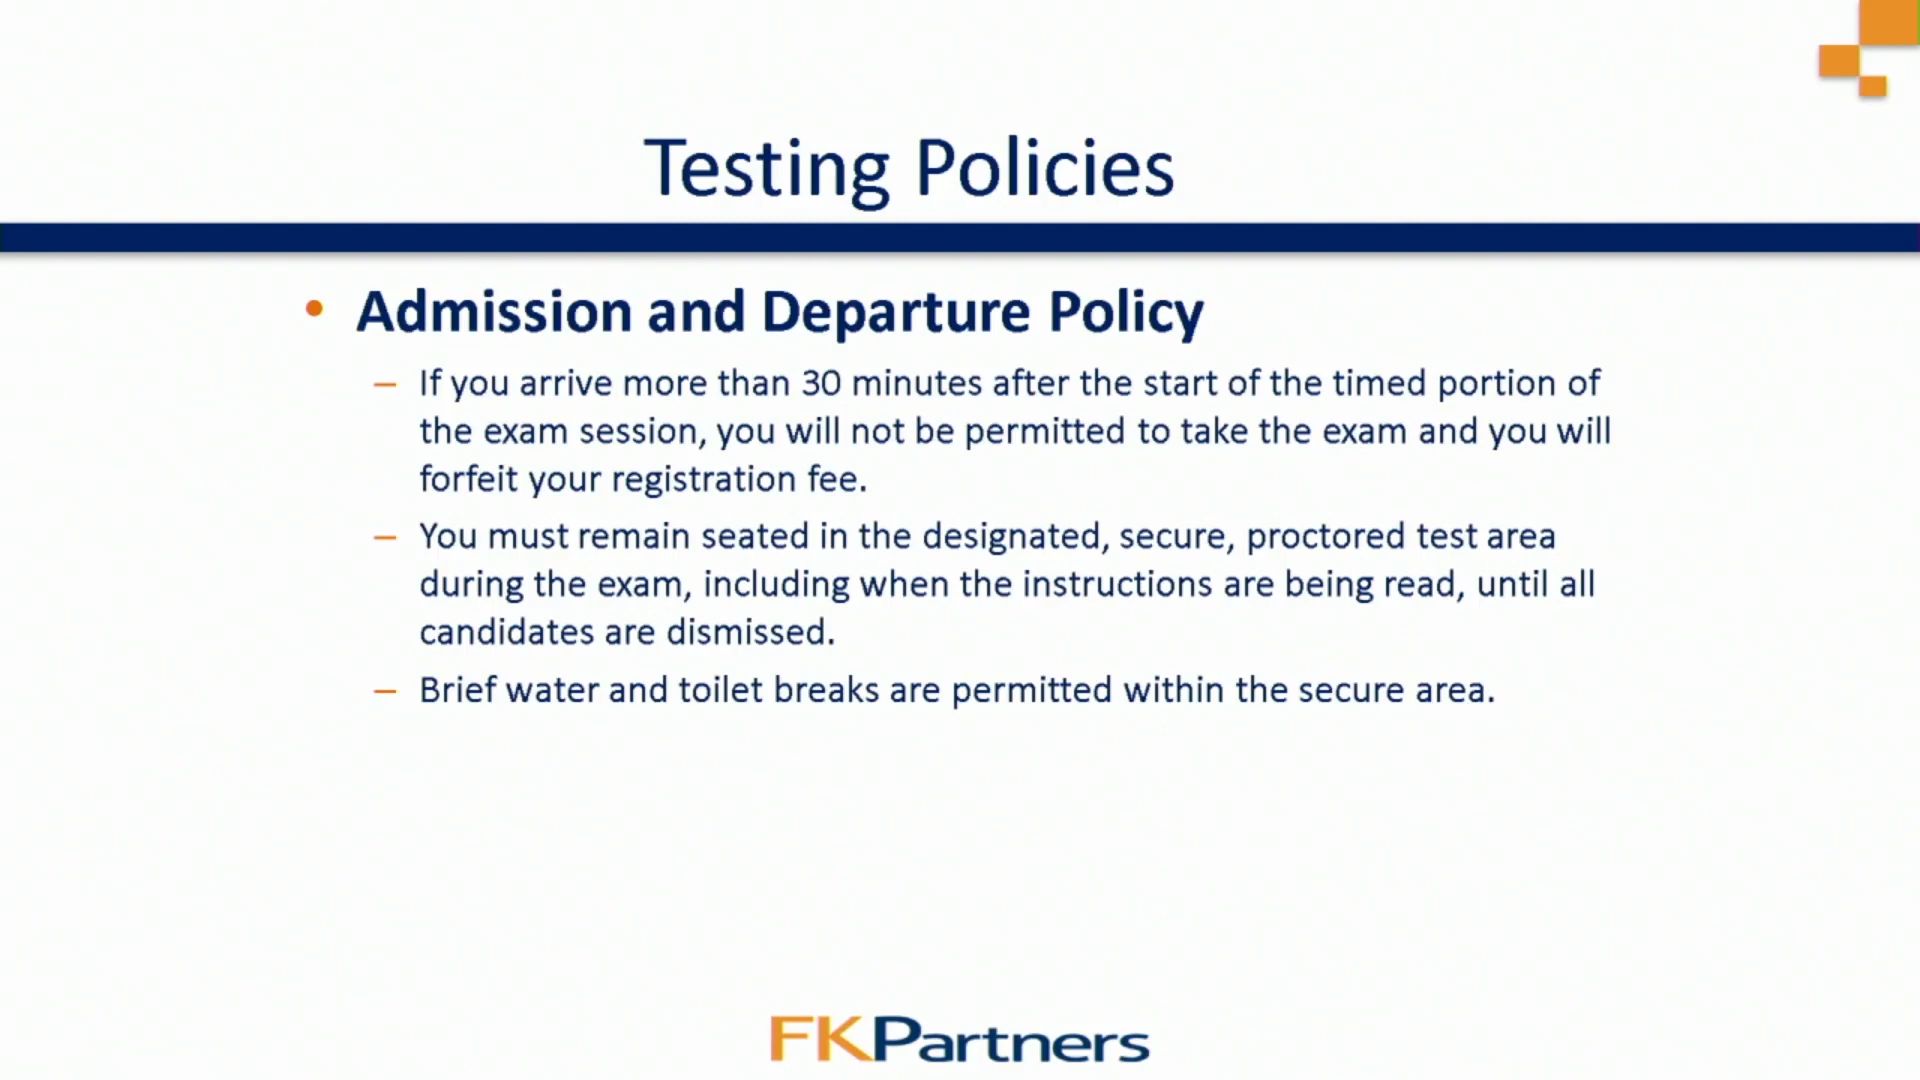 Testing Policies
• Admission and Departure Policy
– If you arrive more than 30 minutes after the start of the timed portion of
the exam session, you will not be permitted to take the exam and you will
forfeit your registration fee.
– You must remain seated in the designated, secure, proctored test area
during the exam, including when the instructions are being read, until all
candidates are dismissed.
– Brief water and toilet breaks are permitted within the secure area.
FKPartners